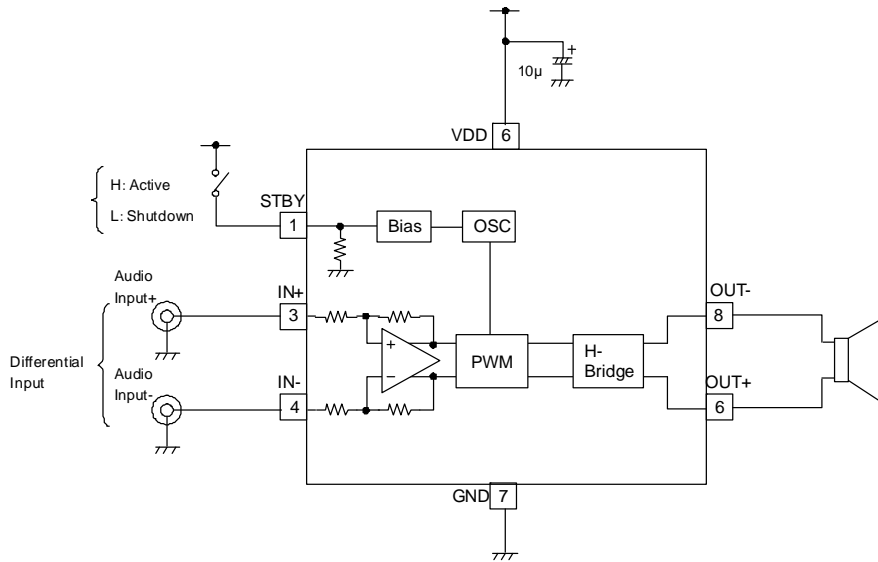 +
10μ
VDD
6
H: Active
L: Shutdown
STBY
1
Bias
OSC
Audio
Input+
IN+
3
OUT-
8
+
PWM
H-
Bridge
Differential
Input
Audio
Input-
IN-
4
−
OUT+
6
GND
7